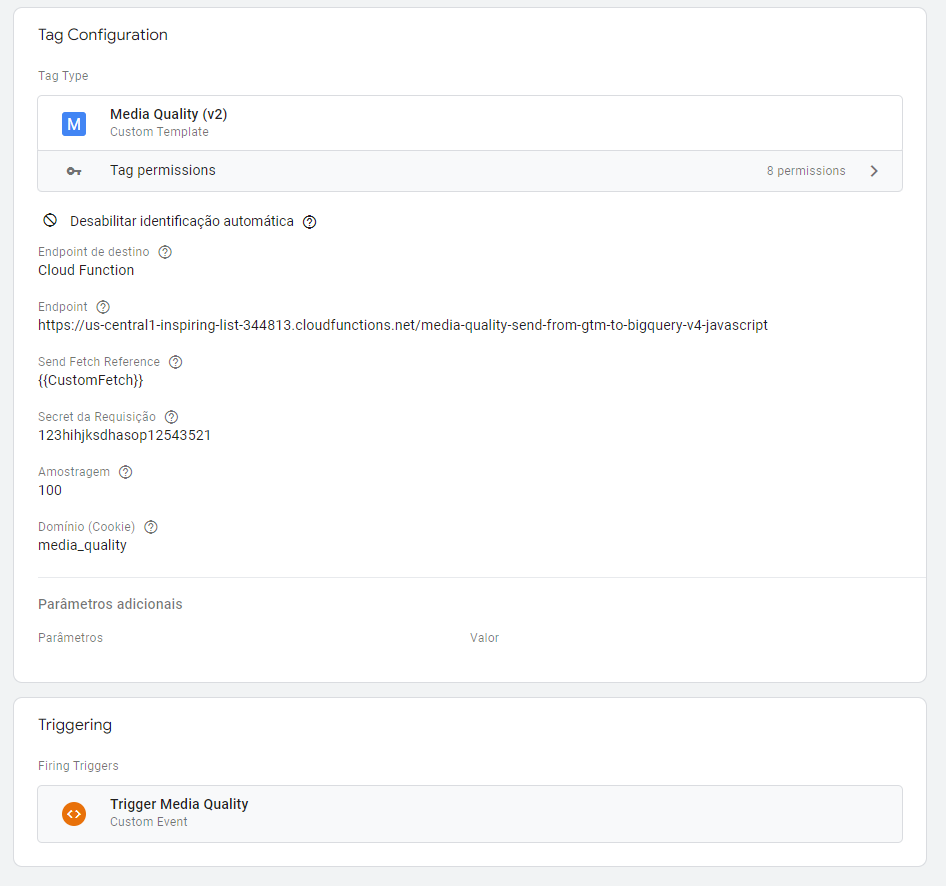 Tag Configuration
Tag Type
M
Media Quality (v2)
Custom Template
Tag permissions
8 permissions
Desabilitar identificação automática
Endpoint de destino
Cloud Function
Endpoint
https://us-central1-inspiring-list-344813.cloudfunctions.net/media-quality-send-from-gtm-to-bigquery-v4-javascript
Send Fetch Reference
{{CustomFetch}}
Secret da Requisição
123hihjksdhasop12543521
Amostragem
100
Domínio (Cookie)
media_quality
Parâmetros adicionais
Parâmetros Valor
Triggering
Firing Triggers
Trigger Media Quality
Custom Event